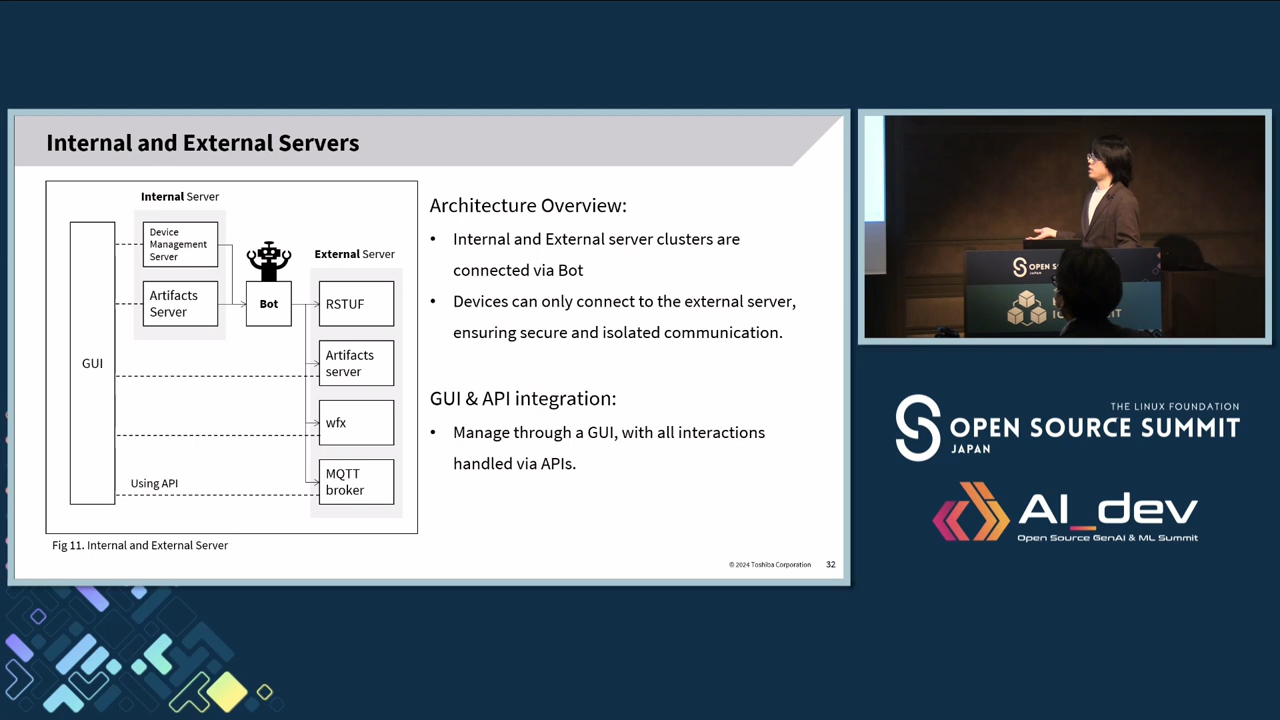 Internal and External Servers
Internal Server
Device
Management
Server
Artifacts
Server
Bot
External Server
RSTUF
Artifacts
server
wfx
MQTT
broker
GUI
Using API
Fig 11. Internal and External Server
Architecture Overview:
• Internal and External server clusters are
connected via Bot
• Devices can only connect to the external server,
ensuring secure and isolated communication.
GUI & API integration:
• Manage through a GUI, with all interactions
handled via APIs.
© 2024 Toshiba Corporation 32
OPEN S
THE LINUX FOUNDATION
OPEN SOURCE SUMMIT
JAPAN
AI_dev
Open Source GenAI & ML Summit